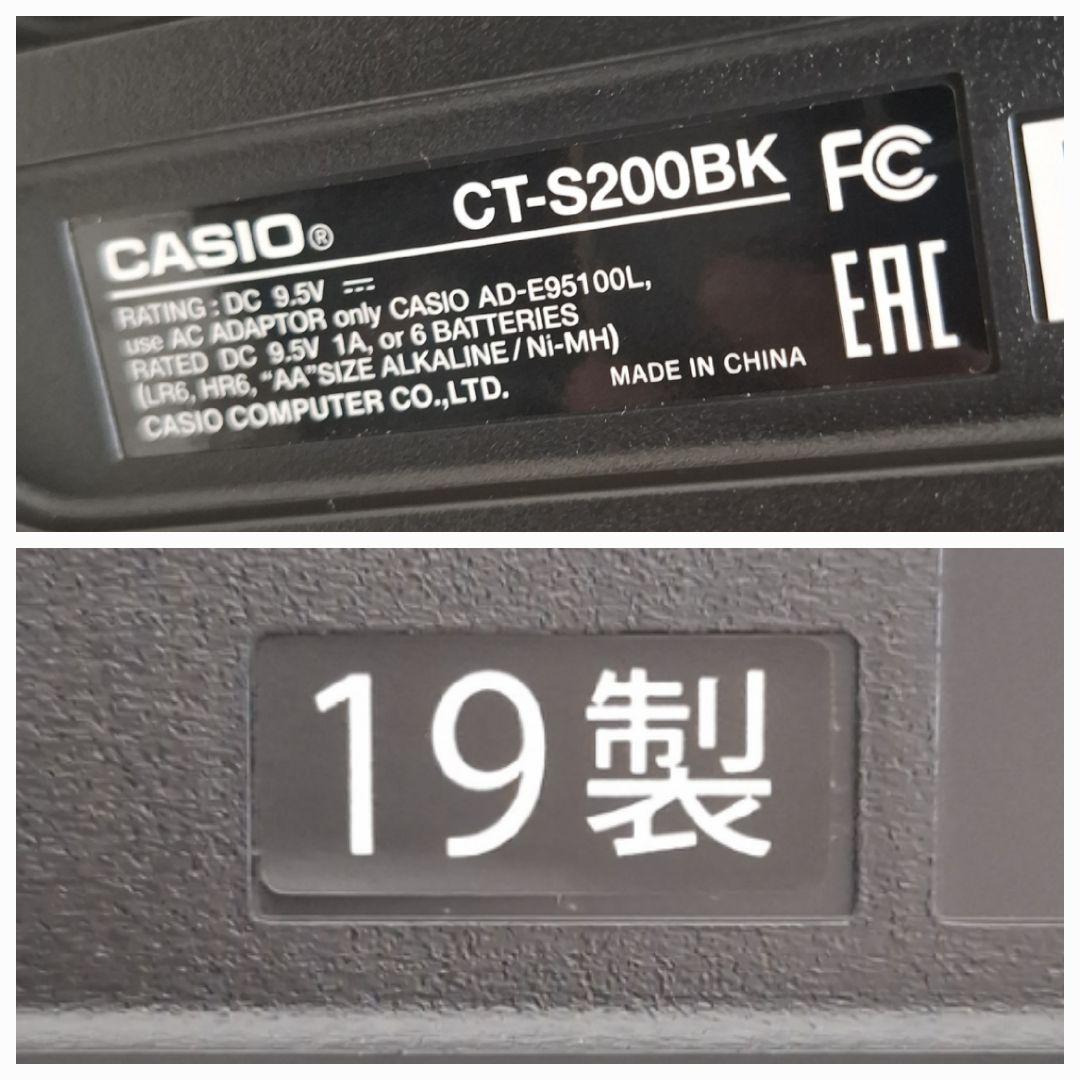 CASIO® CT-S200BK
RATING : DC 9.5V ⎓
use AC ADAPTOR only CASIO AD-E95100L,
RATED DC 9.5V 1A, or 6 BATTERIES
(LR6, HR6, “AA”SIZE ALKALINE / Ni-MH)
CASIO COMPUTER CO.,LTD.
MADE IN CHINA
FC
EAC
19製